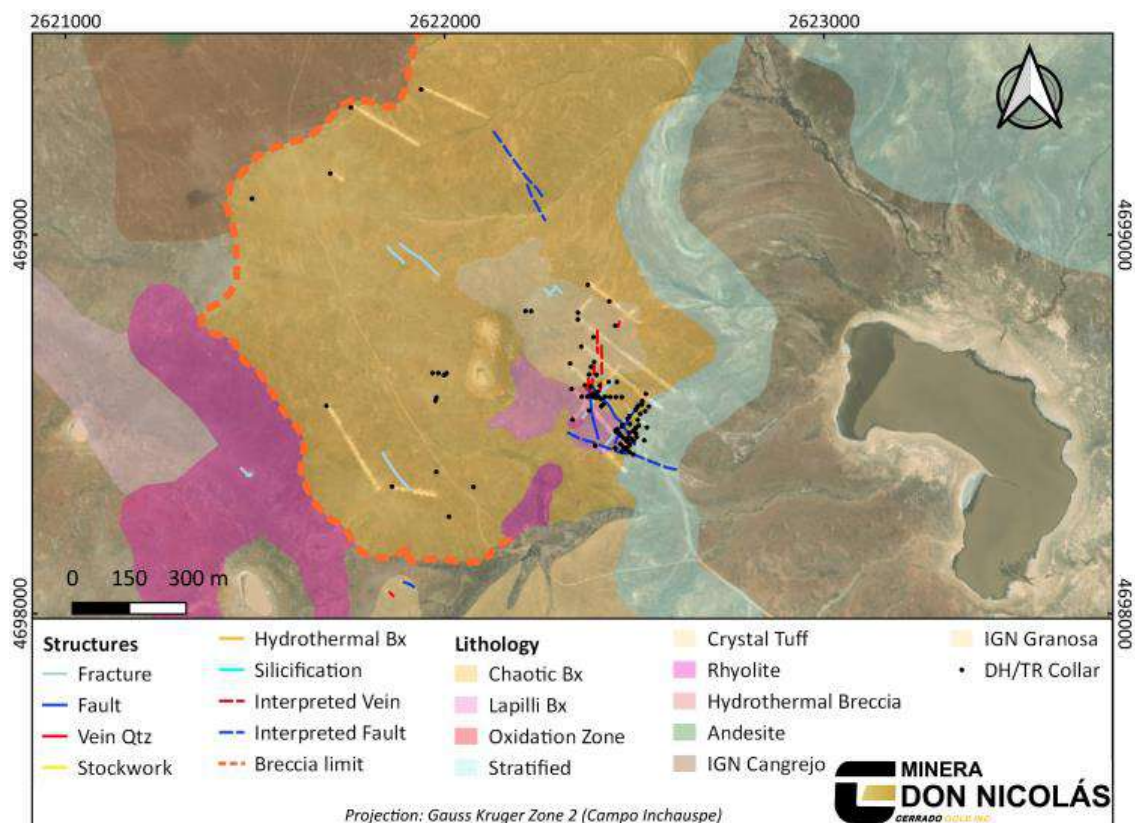 2621000 2622000 2623000
4699000 4699000
4698000 4698000
0 150 300 m
Structures
Fracture
Fault
Vein Qtz
Stockwork
Hydrothermal Bx
Silicification
Interpreted Vein
Interpreted Fault
Breccia limit
Lithology
Chaotic Bx
Lapilli Bx
Oxidation Zone
Stratified
Crystal Tuff
Rhyolite
Hydrothermal Breccia
Andesite
IGN Cangrejo
IGN Granosa
DH/TR Collar
MINERA
DON NICOLÁS
CERRADO GOLD INC
Projection: Gauss Kruger Zone 2 (Campo Inchauspe)